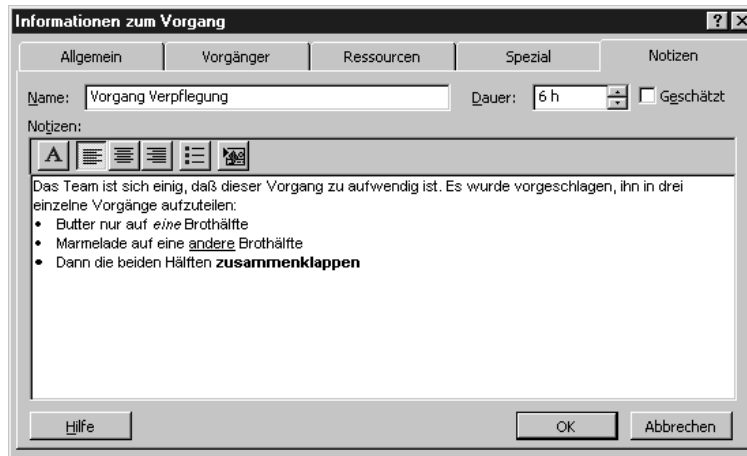 Informationen zum Vorgang
Allgemein Vorgänger Ressourcen Spezial Notizen
Name: Vorgang Verpflegung Dauer: 6 h Geschätzt
Notizen:
A
Das Team ist sich einig, daß dieser Vorgang zu aufwendig ist. Es wurde vorgeschlagen, ihn in drei
einzelne Vorgänge aufzuteilen:
• Butter nur auf eine Brothälfte
• Marmelade auf eine andere Brothälfte
• Dann die beiden Hälften zusammenklappen
Hilfe OK Abbrechen